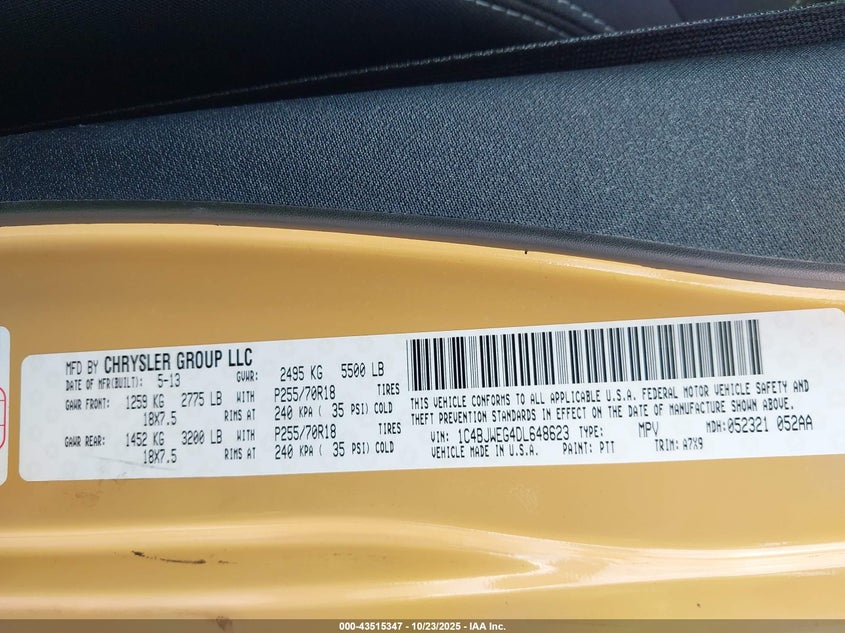 MFD BY CHRYSLER GROUP LLC
DATE OF MFR(BUILT): 5-13 GVWR: 2495 KG 5500 LB
GAWR FRONT: 1259 KG 2775 LB WITH P255/70R18 TIRES
18X7.5 RIMS AT 240 KPA ( 35 PSI) COLD
GAWR REAR: 1452 KG 3200 LB WITH P255/70R18 TIRES
18X7.5 RIMS AT 240 KPA ( 35 PSI) COLD
THIS VEHICLE CONFORMS TO ALL APPLICABLE U.S.A. FEDERAL MOTOR VEHICLE SAFETY AND
THEFT PREVENTION STANDARDS IN EFFECT ON THE DATE OF MANUFACTURE SHOWN ABOVE.
VIN: 1C4BJWEG4DL648623 TYPE: MPV MDH: 052321 052AA
VEHICLE MADE IN U.S.A. PAINT: PTT TRIM: A7X9
000-43515347 - 10/23/2025 - IAA Inc.